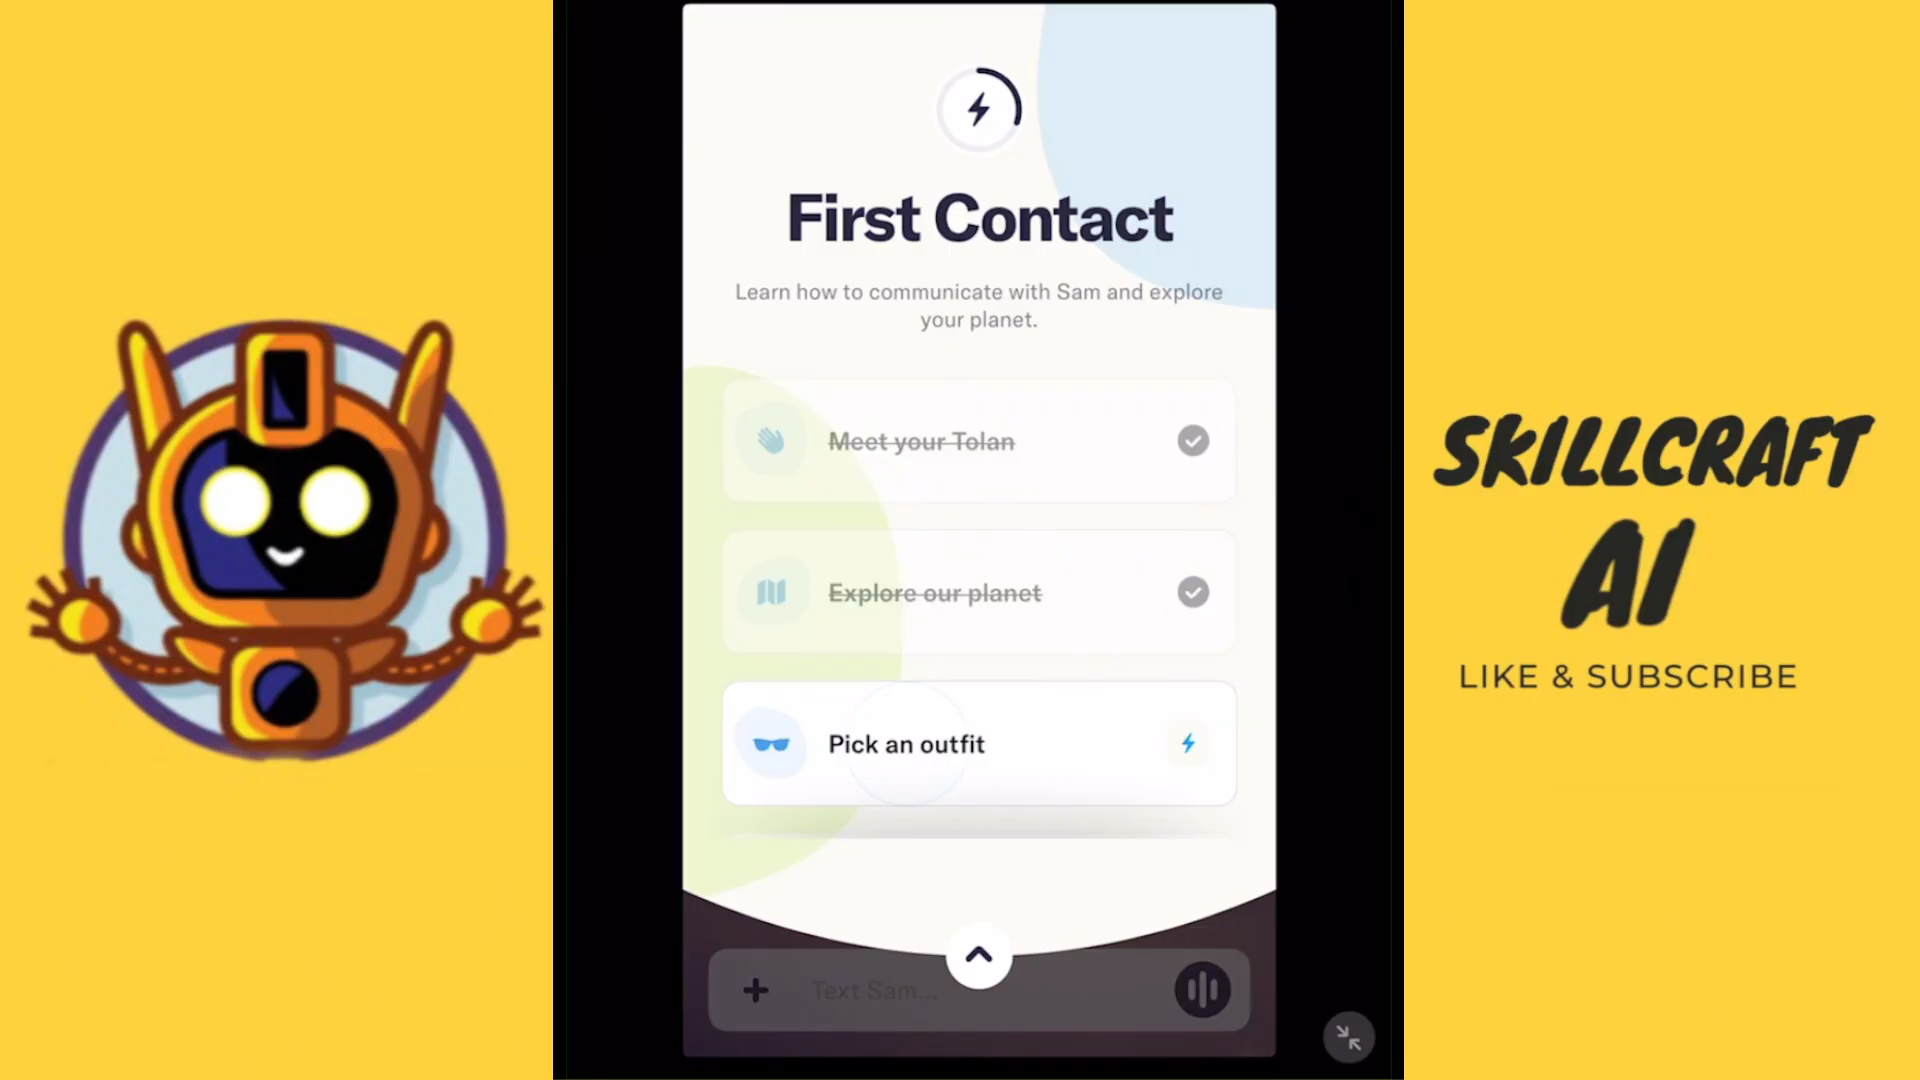 First Contact
Learn how to communicate with Sam and explore
your planet.
Meet your Tolan
Explore our planet
Pick an outfit
Text Sam...
SKILLCRAFT
AI
LIKE & SUBSCRIBE